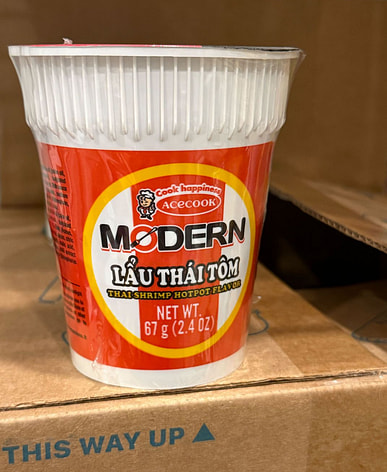 Cook happiness
ACECOOK
MODERN
LẨU THÁI TÔM
THAI SHRIMP HOTPOT FLAVOR
NET WT.
67 g (2.4 OZ)
THIS WAY UP